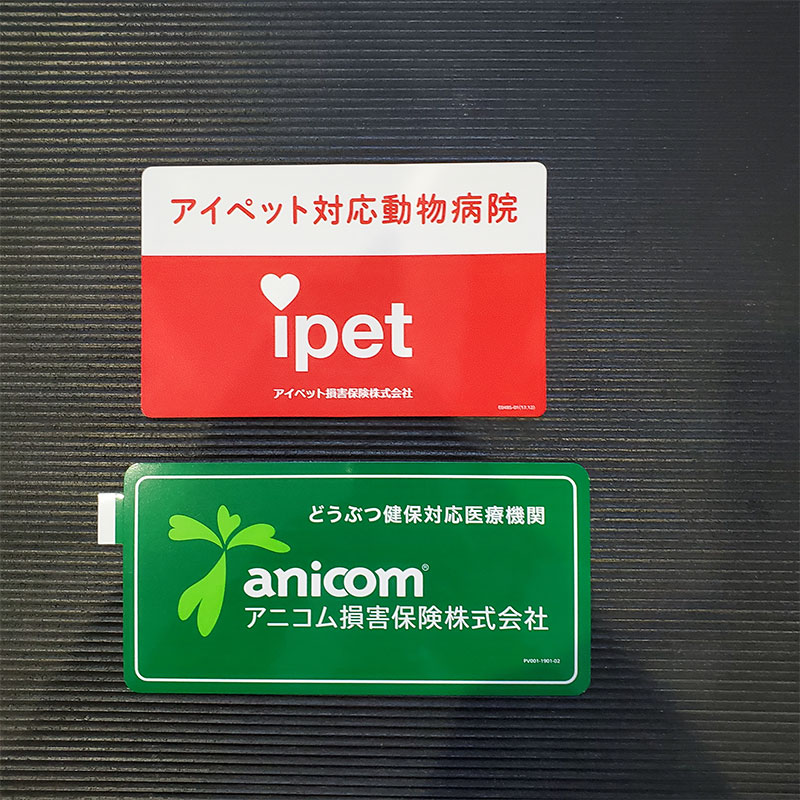 アイペット対応動物病院
ipet
アイペット損害保険株式会社
どうぶつ健保対応医療機関
anicom®
アニコム損害保険株式会社
PV001-1901-02